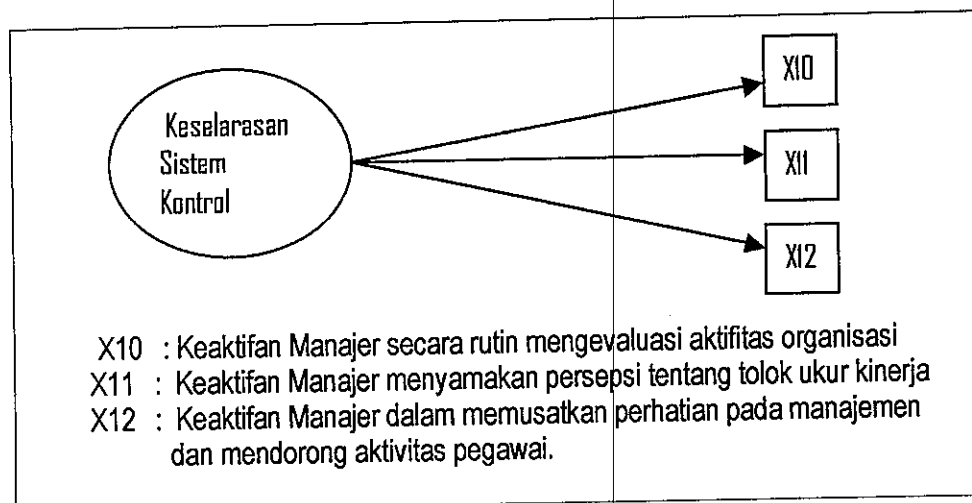 Keselarasan
Sistem
Kontrol
X10
X11
X12
X10 : Keaktifan Manajer secara rutin mengevaluasi aktifitas organisasi
X11 : Keaktifan Manajer menyamakan persepsi tentang tolok ukur kinerja
X12 : Keaktifan Manajer dalam memusatkan perhatian pada manajemen
dan mendorong aktivitas pegawai.